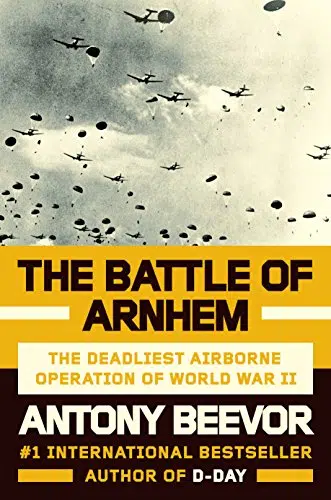 THE BATTLE OF
ARNHEM
THE DEADLIEST AIRBORNE
OPERATION OF WORLD WAR II
ANTONY BEEVOR
#1 INTERNATIONAL BESTSELLER
AUTHOR OF D-DAY